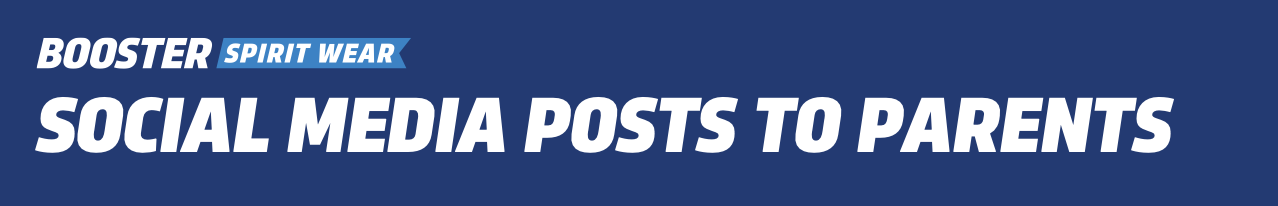 BOOSTER SPIRIT WEAR
SOCIAL MEDIA POSTS TO PARENTS